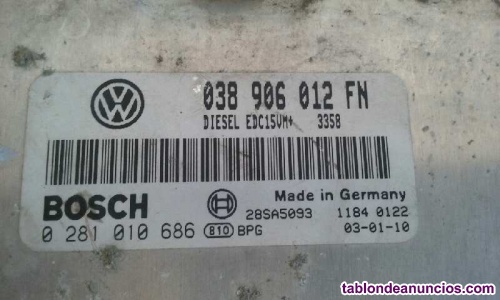 038 906 012 FN
DIESEL EDC15VM+ 3358
Made in Germany
BOSCH
28SA5093 1184 0122
0 281 010 686 810 BPG 03-01-10
tablondeanuncios.com